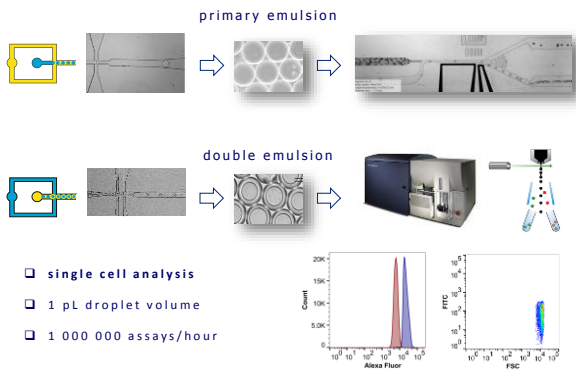 primary emulsion
double emulsion
single cell analysis
1 pL droplet volume
1 000 000 assays/hour
Count
20K
15K
10K
5.0K
0
10^0 10^1 10^2 10^3 10^4 10^5
Alexa Fluor
FITC
10^5
10^4
10^3
10^2
10^1
10^0
10^0 10^1 10^2 10^3 10^4 10^5
FSC